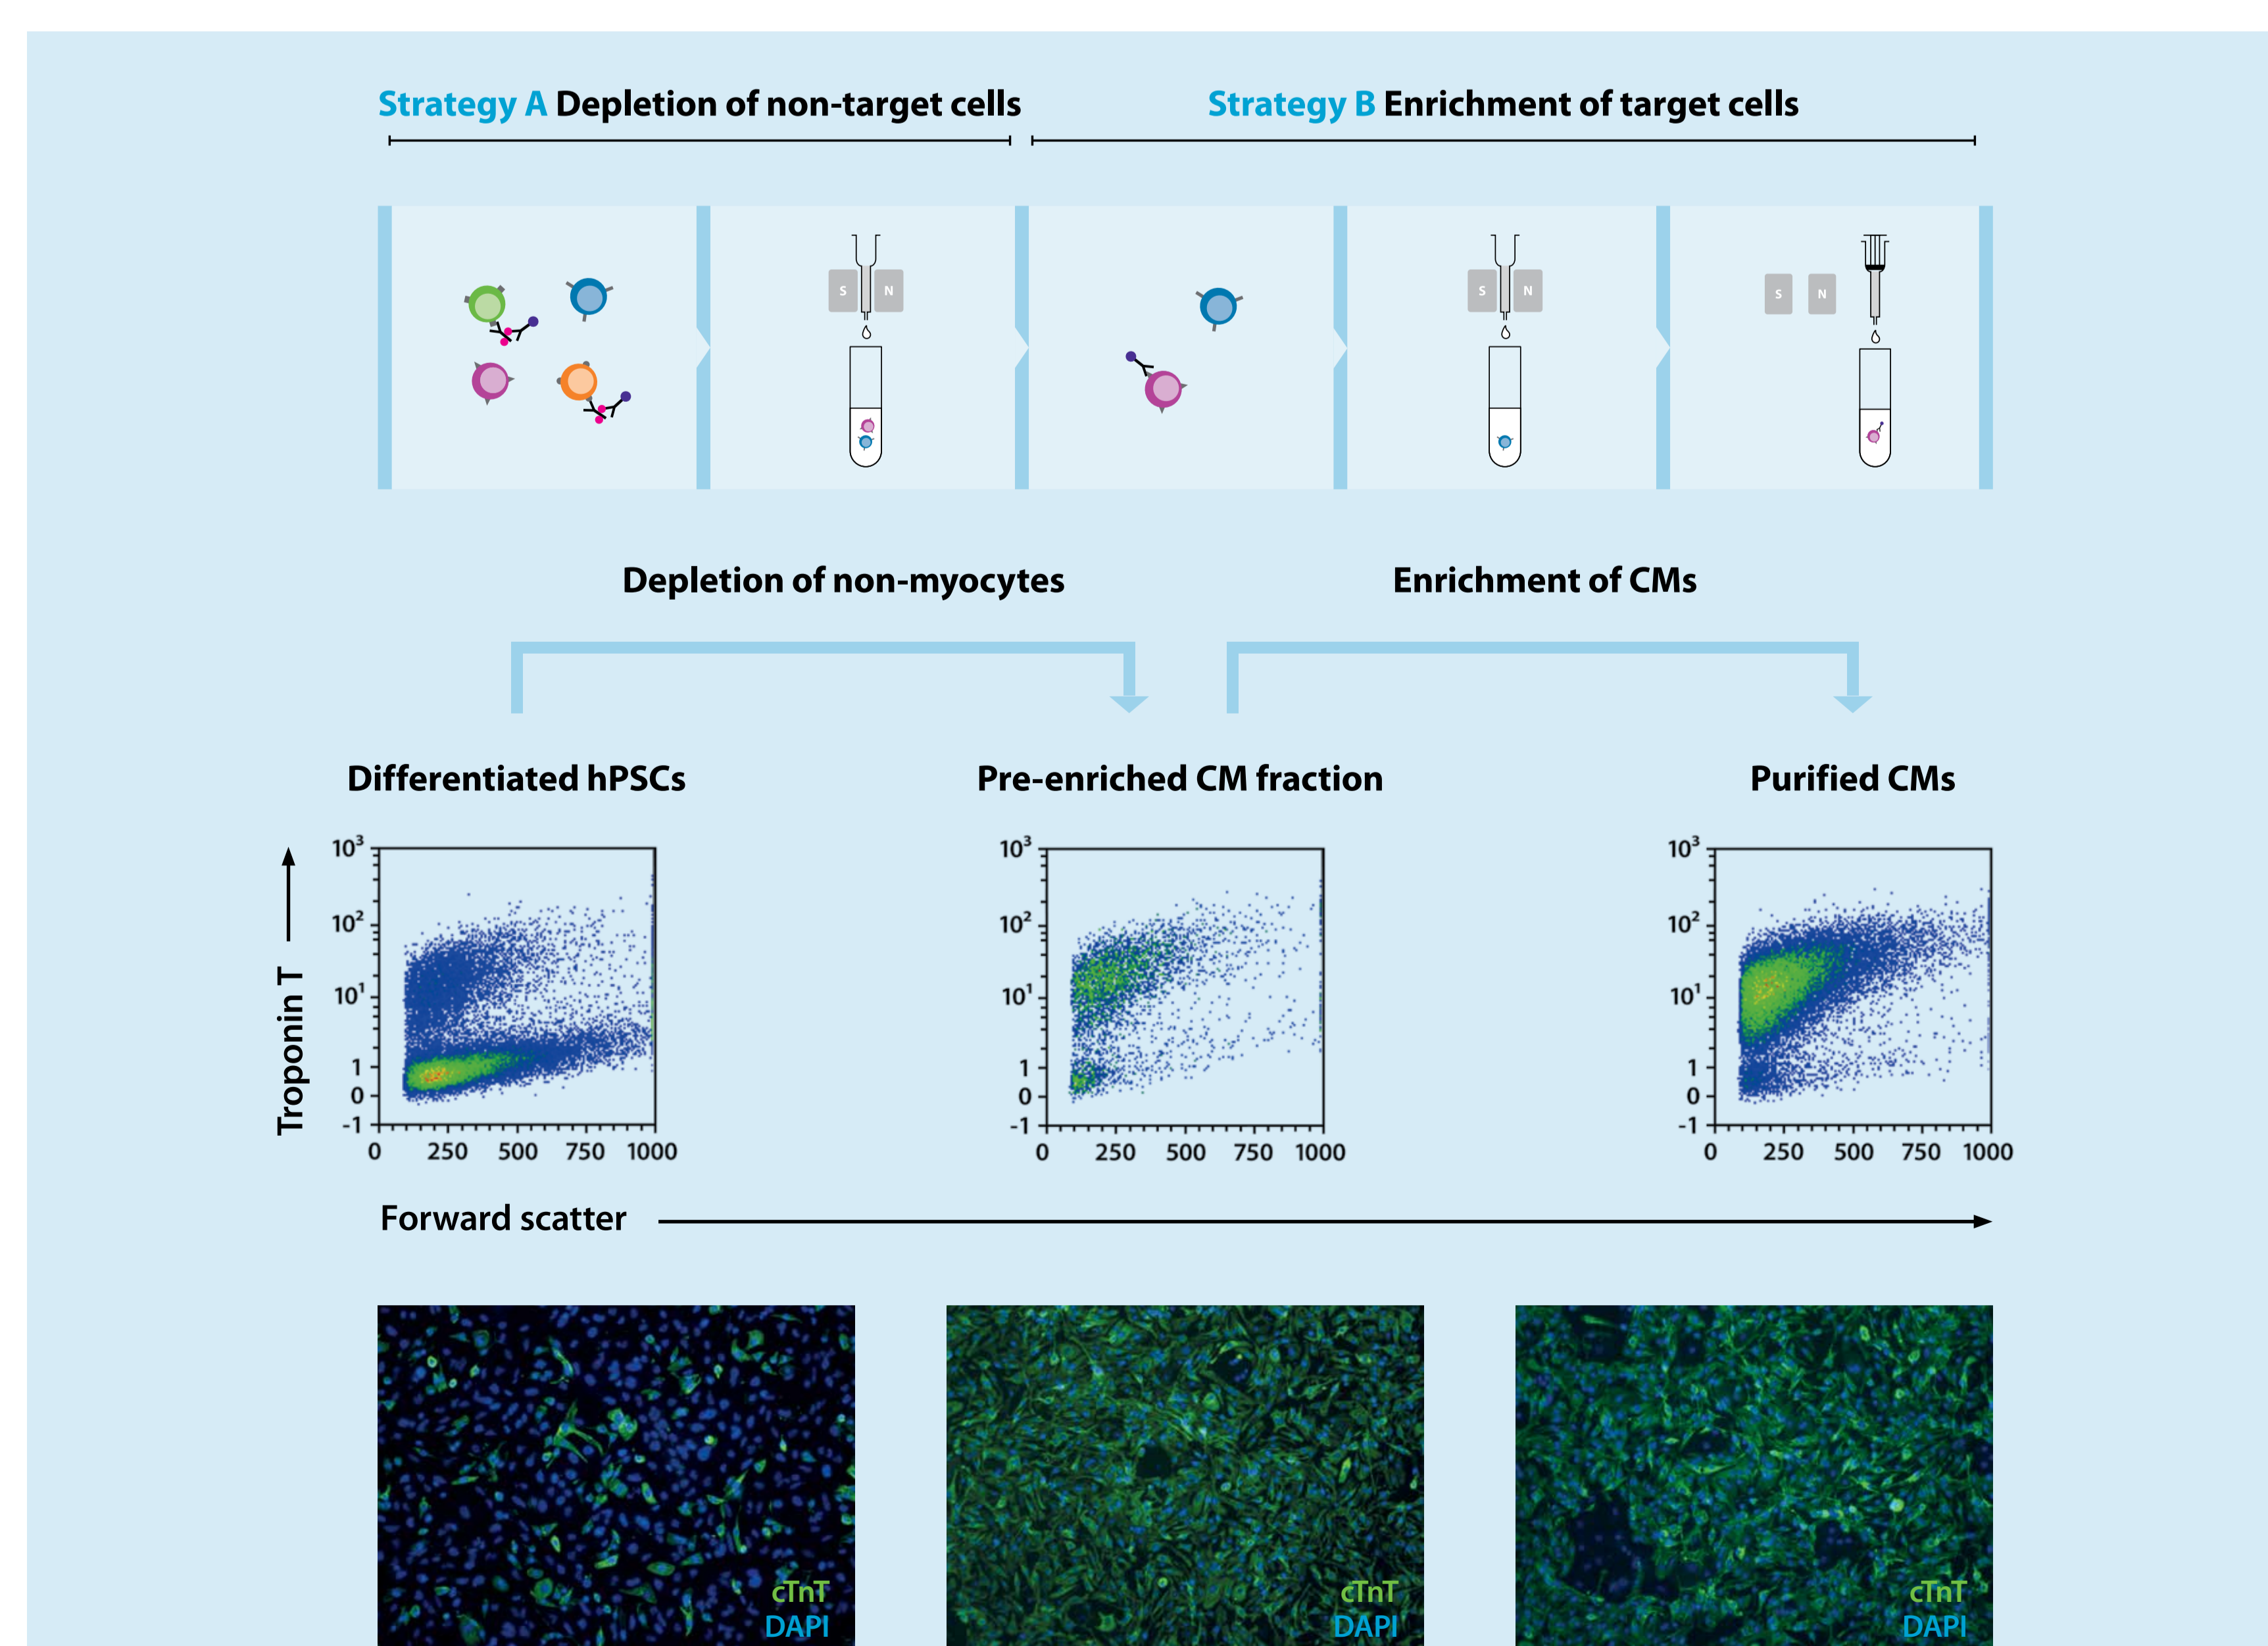 Strategy A Depletion of non-target cells
Strategy B Enrichment of target cells
S N
S N
S N
Depletion of non-myocytes
Enrichment of CMs
Differentiated hPSCs
Pre-enriched CM fraction
Purified CMs
Troponin T
10³
10²
10¹
1
0
-1
0 250 500 750 1000
10³
10²
10¹
1
0
-1
0 250 500 750 1000
10³
10²
10¹
1
0
-1
0 250 500 750 1000
Forward scatter
cTnT
DAPI
cTnT
DAPI
cTnT
DAPI